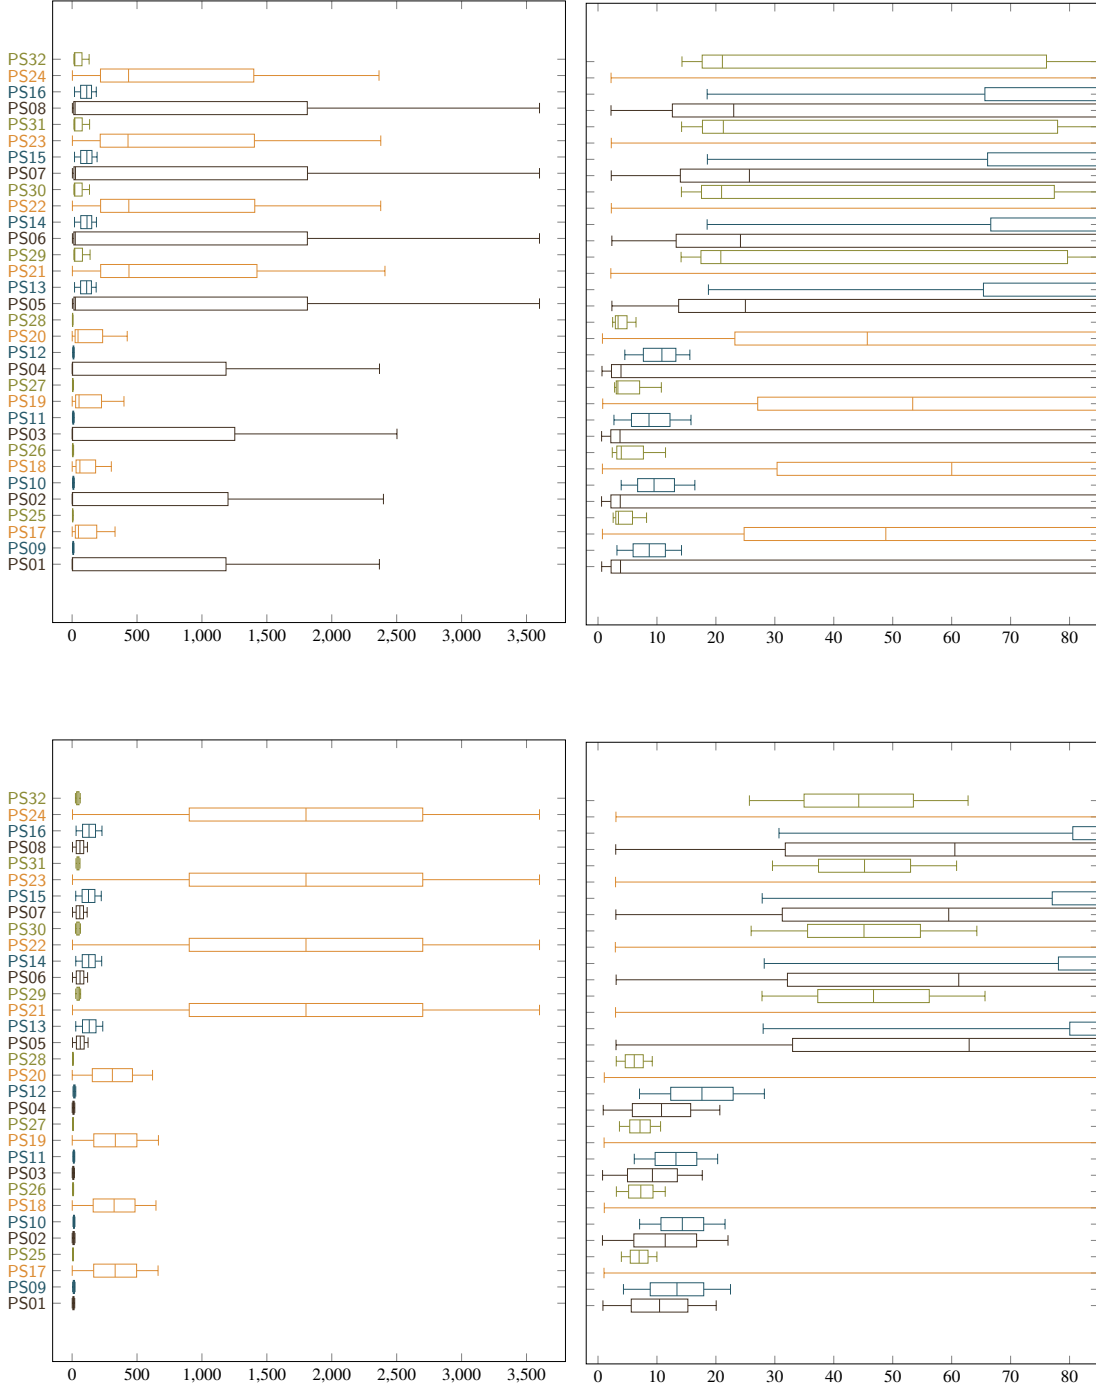 PS32
PS24
PS16
PS08
PS31
PS23
PS15
PS07
PS30
PS22
PS14
PS06
PS29
PS21
PS13
PS05
PS28
PS20
PS12
PS04
PS27
PS19
PS11
PS03
PS26
PS18
PS10
PS02
PS25
PS17
PS09
PS01
0 500 1,000 1,500 2,000 2,500 3,000 3,500
0 10 20 30 40 50 60 70 80
PS32
PS24
PS16
PS08
PS31
PS23
PS15
PS07
PS30
PS22
PS14
PS06
PS29
PS21
PS13
PS05
PS28
PS20
PS12
PS04
PS27
PS19
PS11
PS03
PS26
PS18
PS10
PS02
PS25
PS17
PS09
PS01
0 500 1,000 1,500 2,000 2,500 3,000 3,500
0 10 20 30 40 50 60 70 80